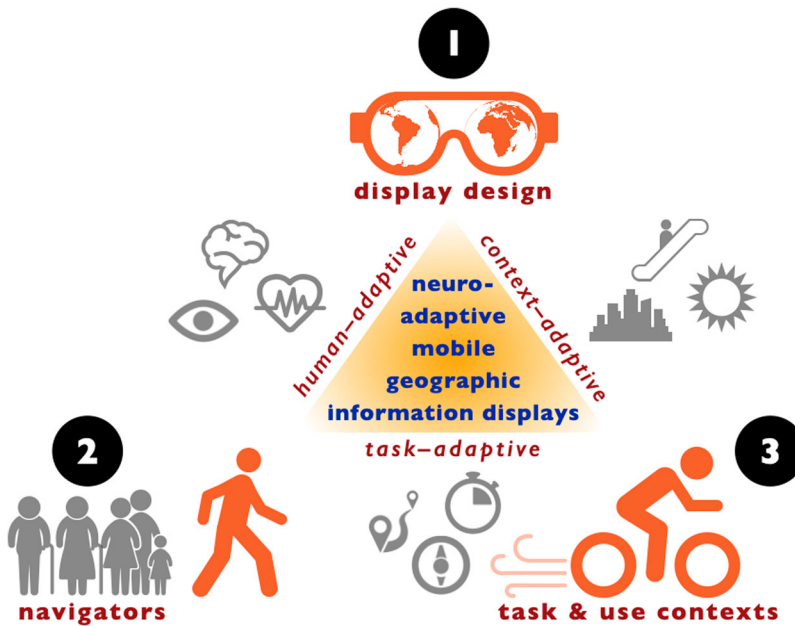 1
display design
human–adaptive
context–adaptive
neuro-
adaptive
mobile
geographic
information displays
task–adaptive
2
navigators
3
task & use contexts